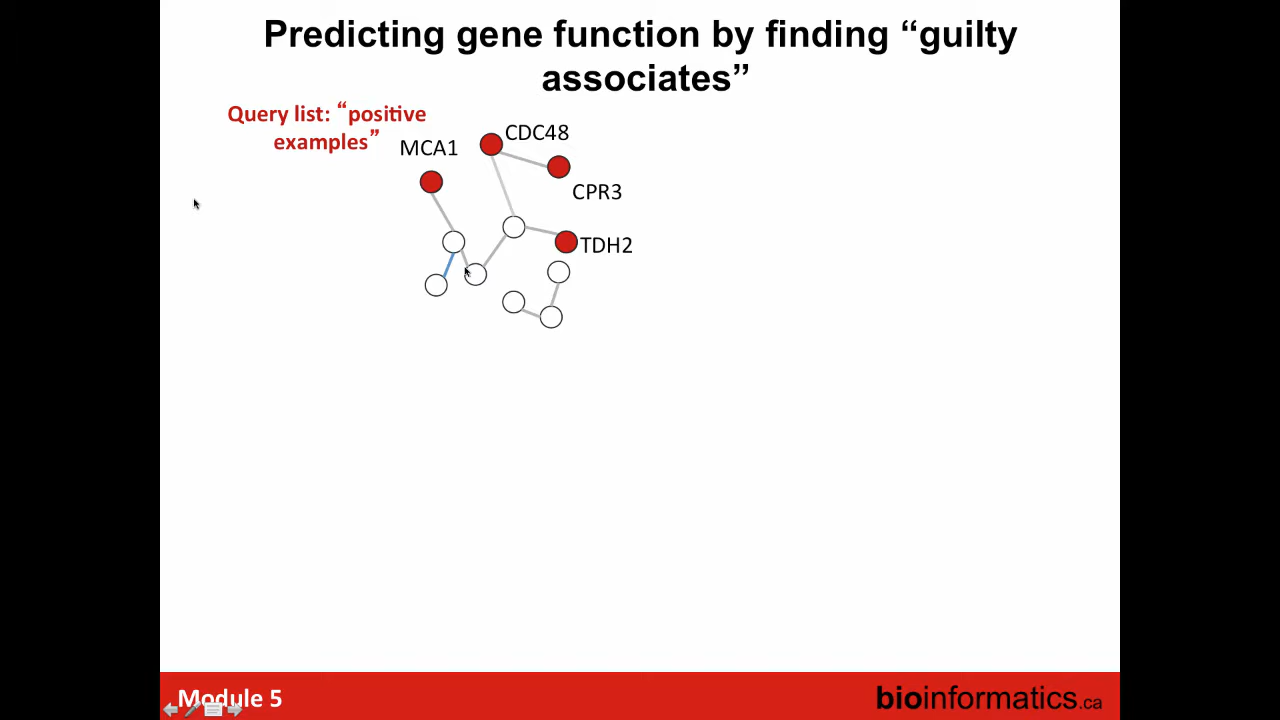 Predicting gene function by finding “guilty
associates”
Query list: “positive
examples”
MCA1
CDC48
CPR3
TDH2
Module 5
bioinformatics.ca